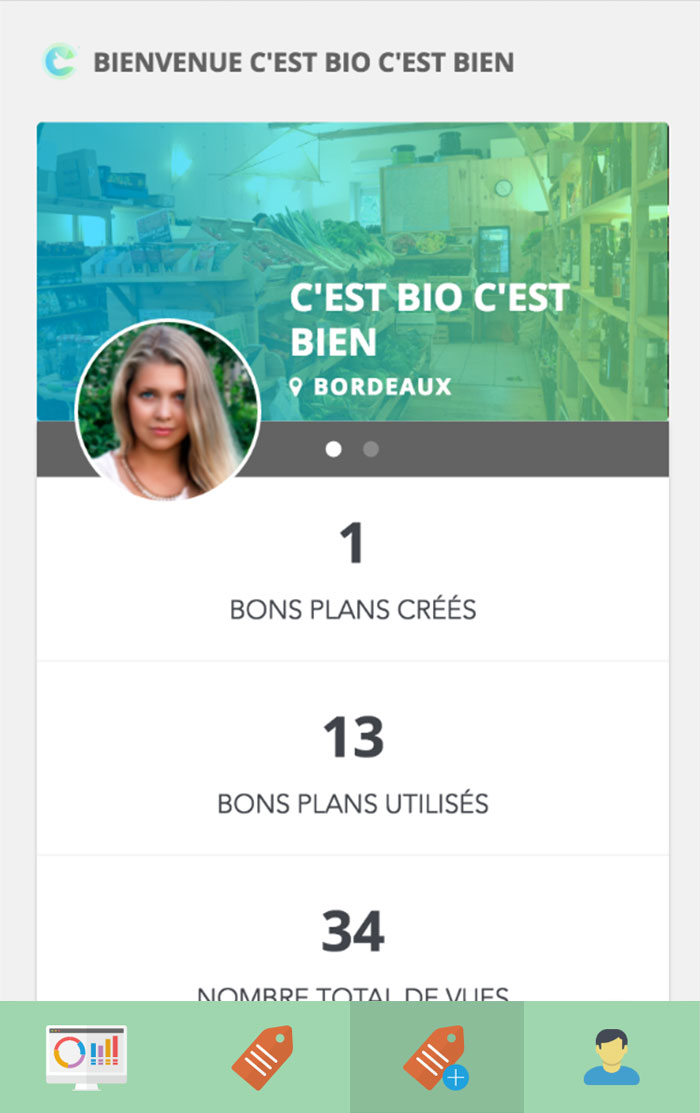 BIENVENUE C'EST BIO C'EST BIEN
C'EST BIO C'EST
BIEN
BORDEAUX
1
BONS PLANS CRÉÉS
13
BONS PLANS UTILISÉS
34
NOMBRE TOTAL DE VUES